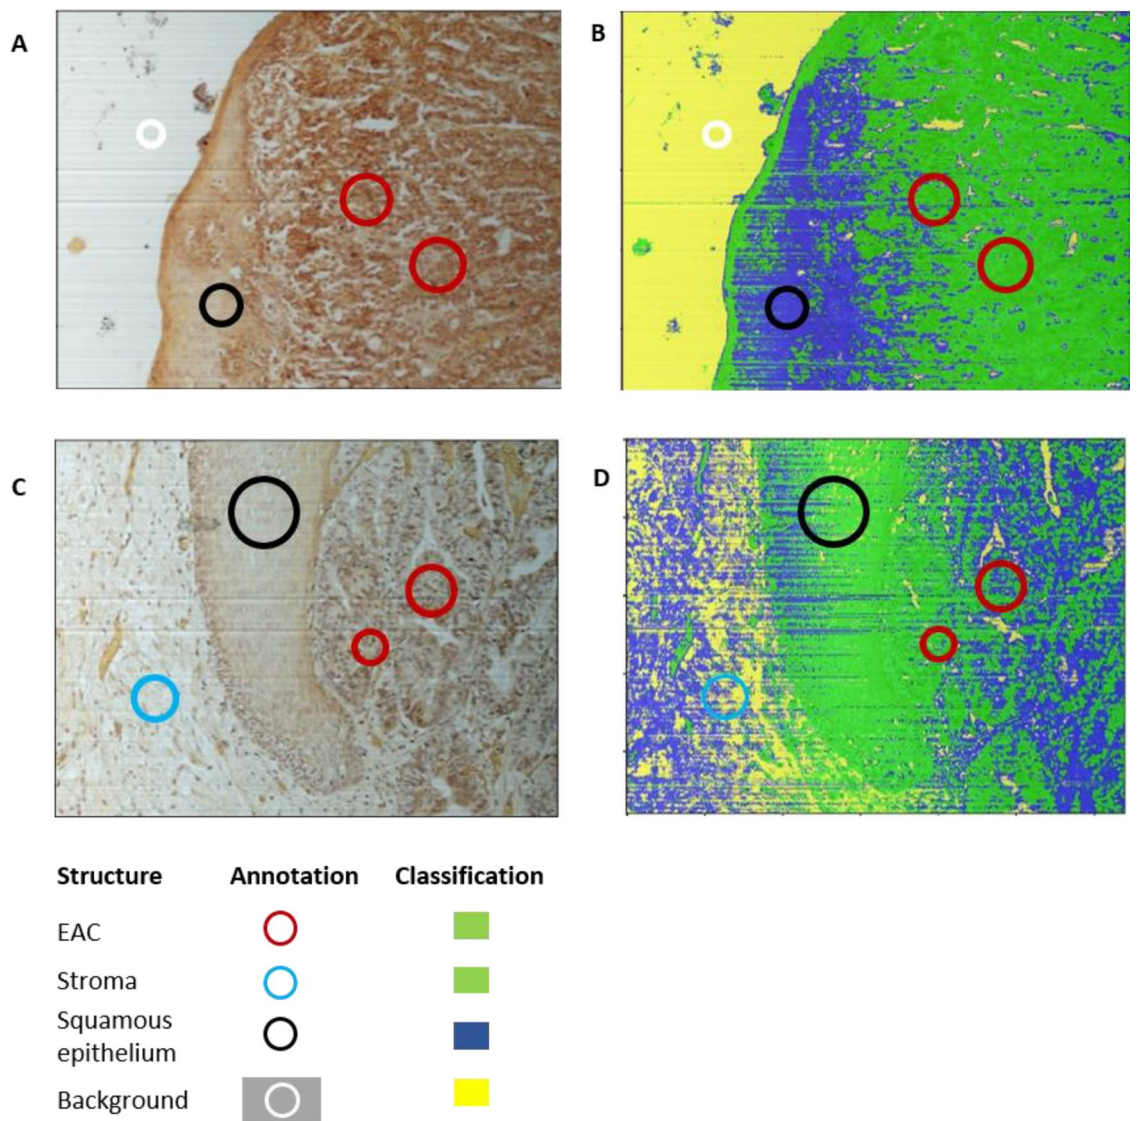 A
B
C
D
Structure Annotation Classification
EAC
Stroma
Squamous
epithelium
Background